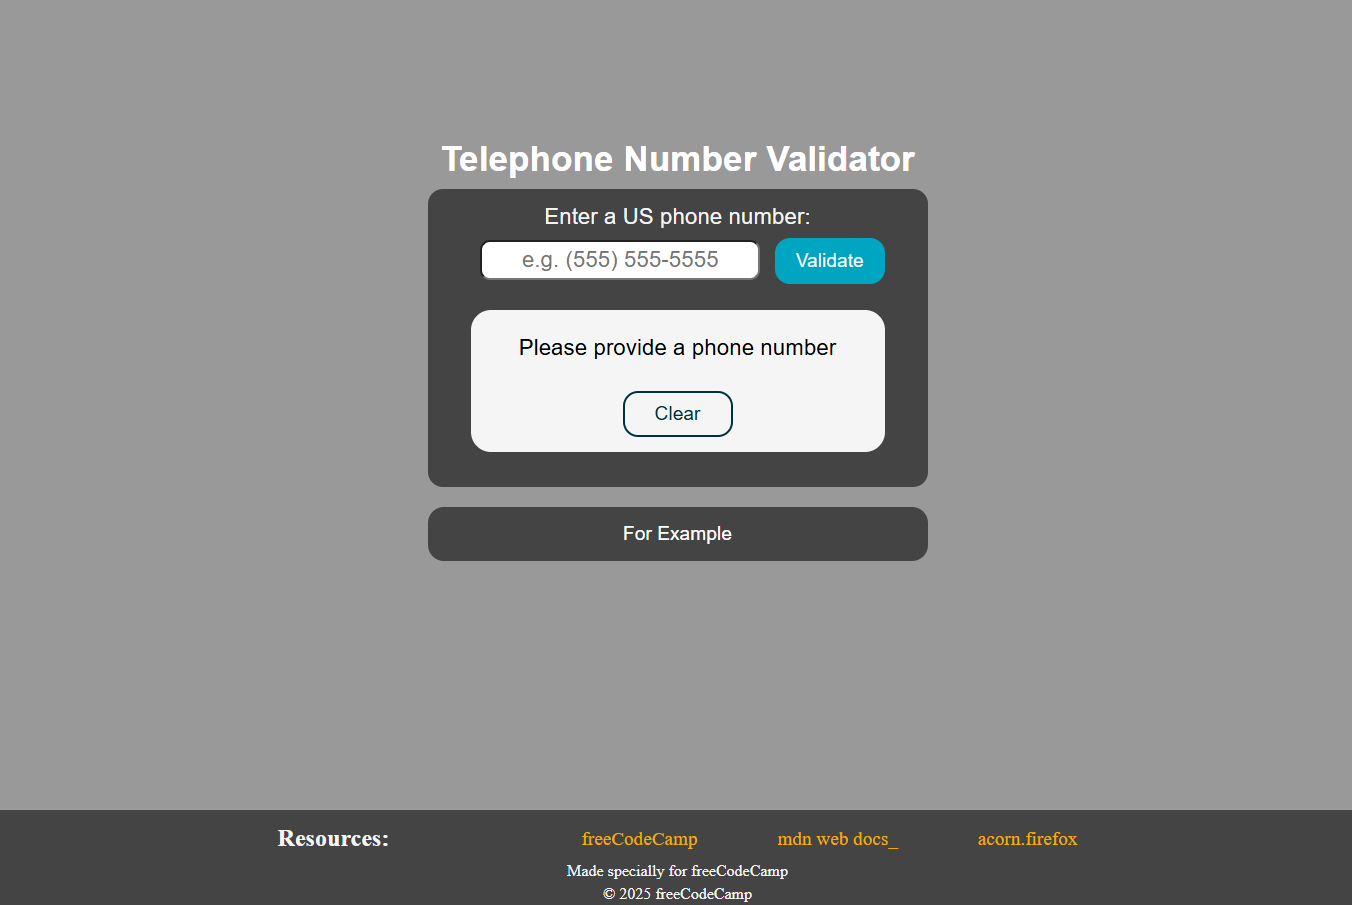 Telephone Number Validator
Enter a US phone number:
e.g. (555) 555-5555 Validate
Please provide a phone number
Clear
For Example
Resources: freeCodeCamp mdn web docs_ acorn.firefox
Made specially for freeCodeCamp
© 2025 freeCodeCamp